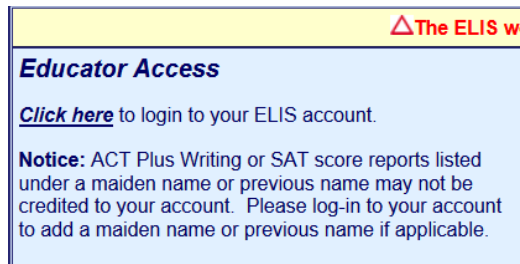 The ELIS
Educator Access
Click here to login to your ELIS account.
Notice: ACT Plus Writing or SAT score reports listed
under a maiden name or previous name may not be
credited to your account.  Please log-in to your account
to add a maiden name or previous name if applicable.